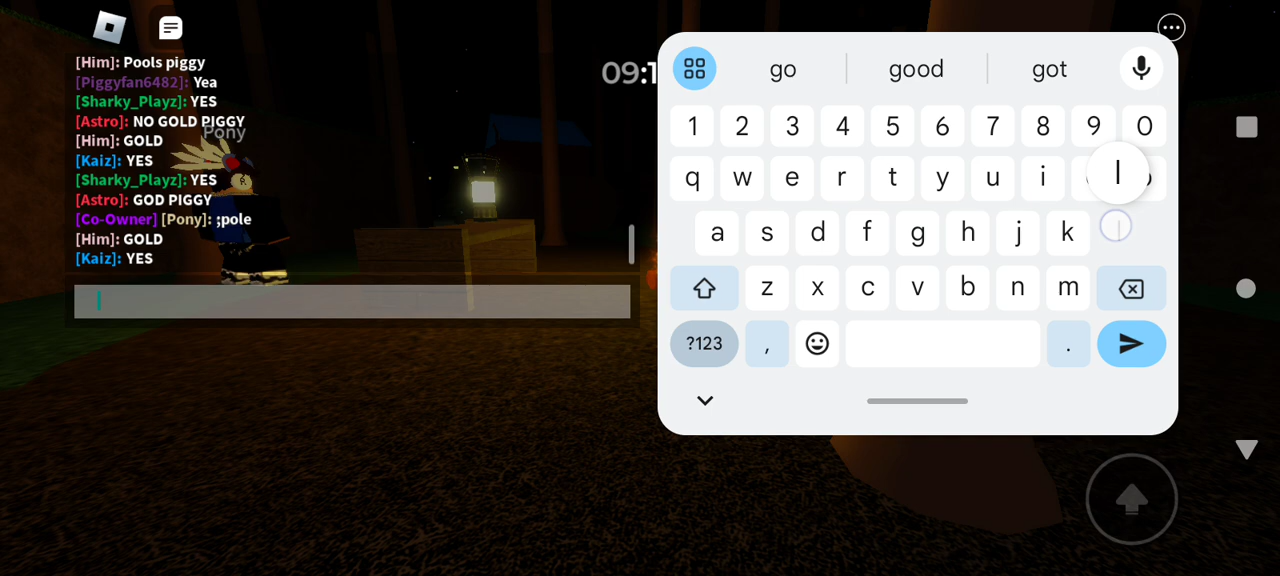 [Him]: Pools piggy
[Piggyfan6482]: Yea
[Sharky_Playz]: YES
[Astro]: NO GOLD PIGGY
Pony
[Him]: GOLD
[Kaiz]: YES
[Sharky_Playz]: YES
[Astro]: GOD PIGGY
[Co-Owner] [Pony]: ;pole
[Him]: GOLD
[Kaiz]: YES
09:1
go good got
1 2 3 4 5 6 7 8 9 0
q w e r t y u i
l
a s d f g h j k
z x c v b n m
?123 , .